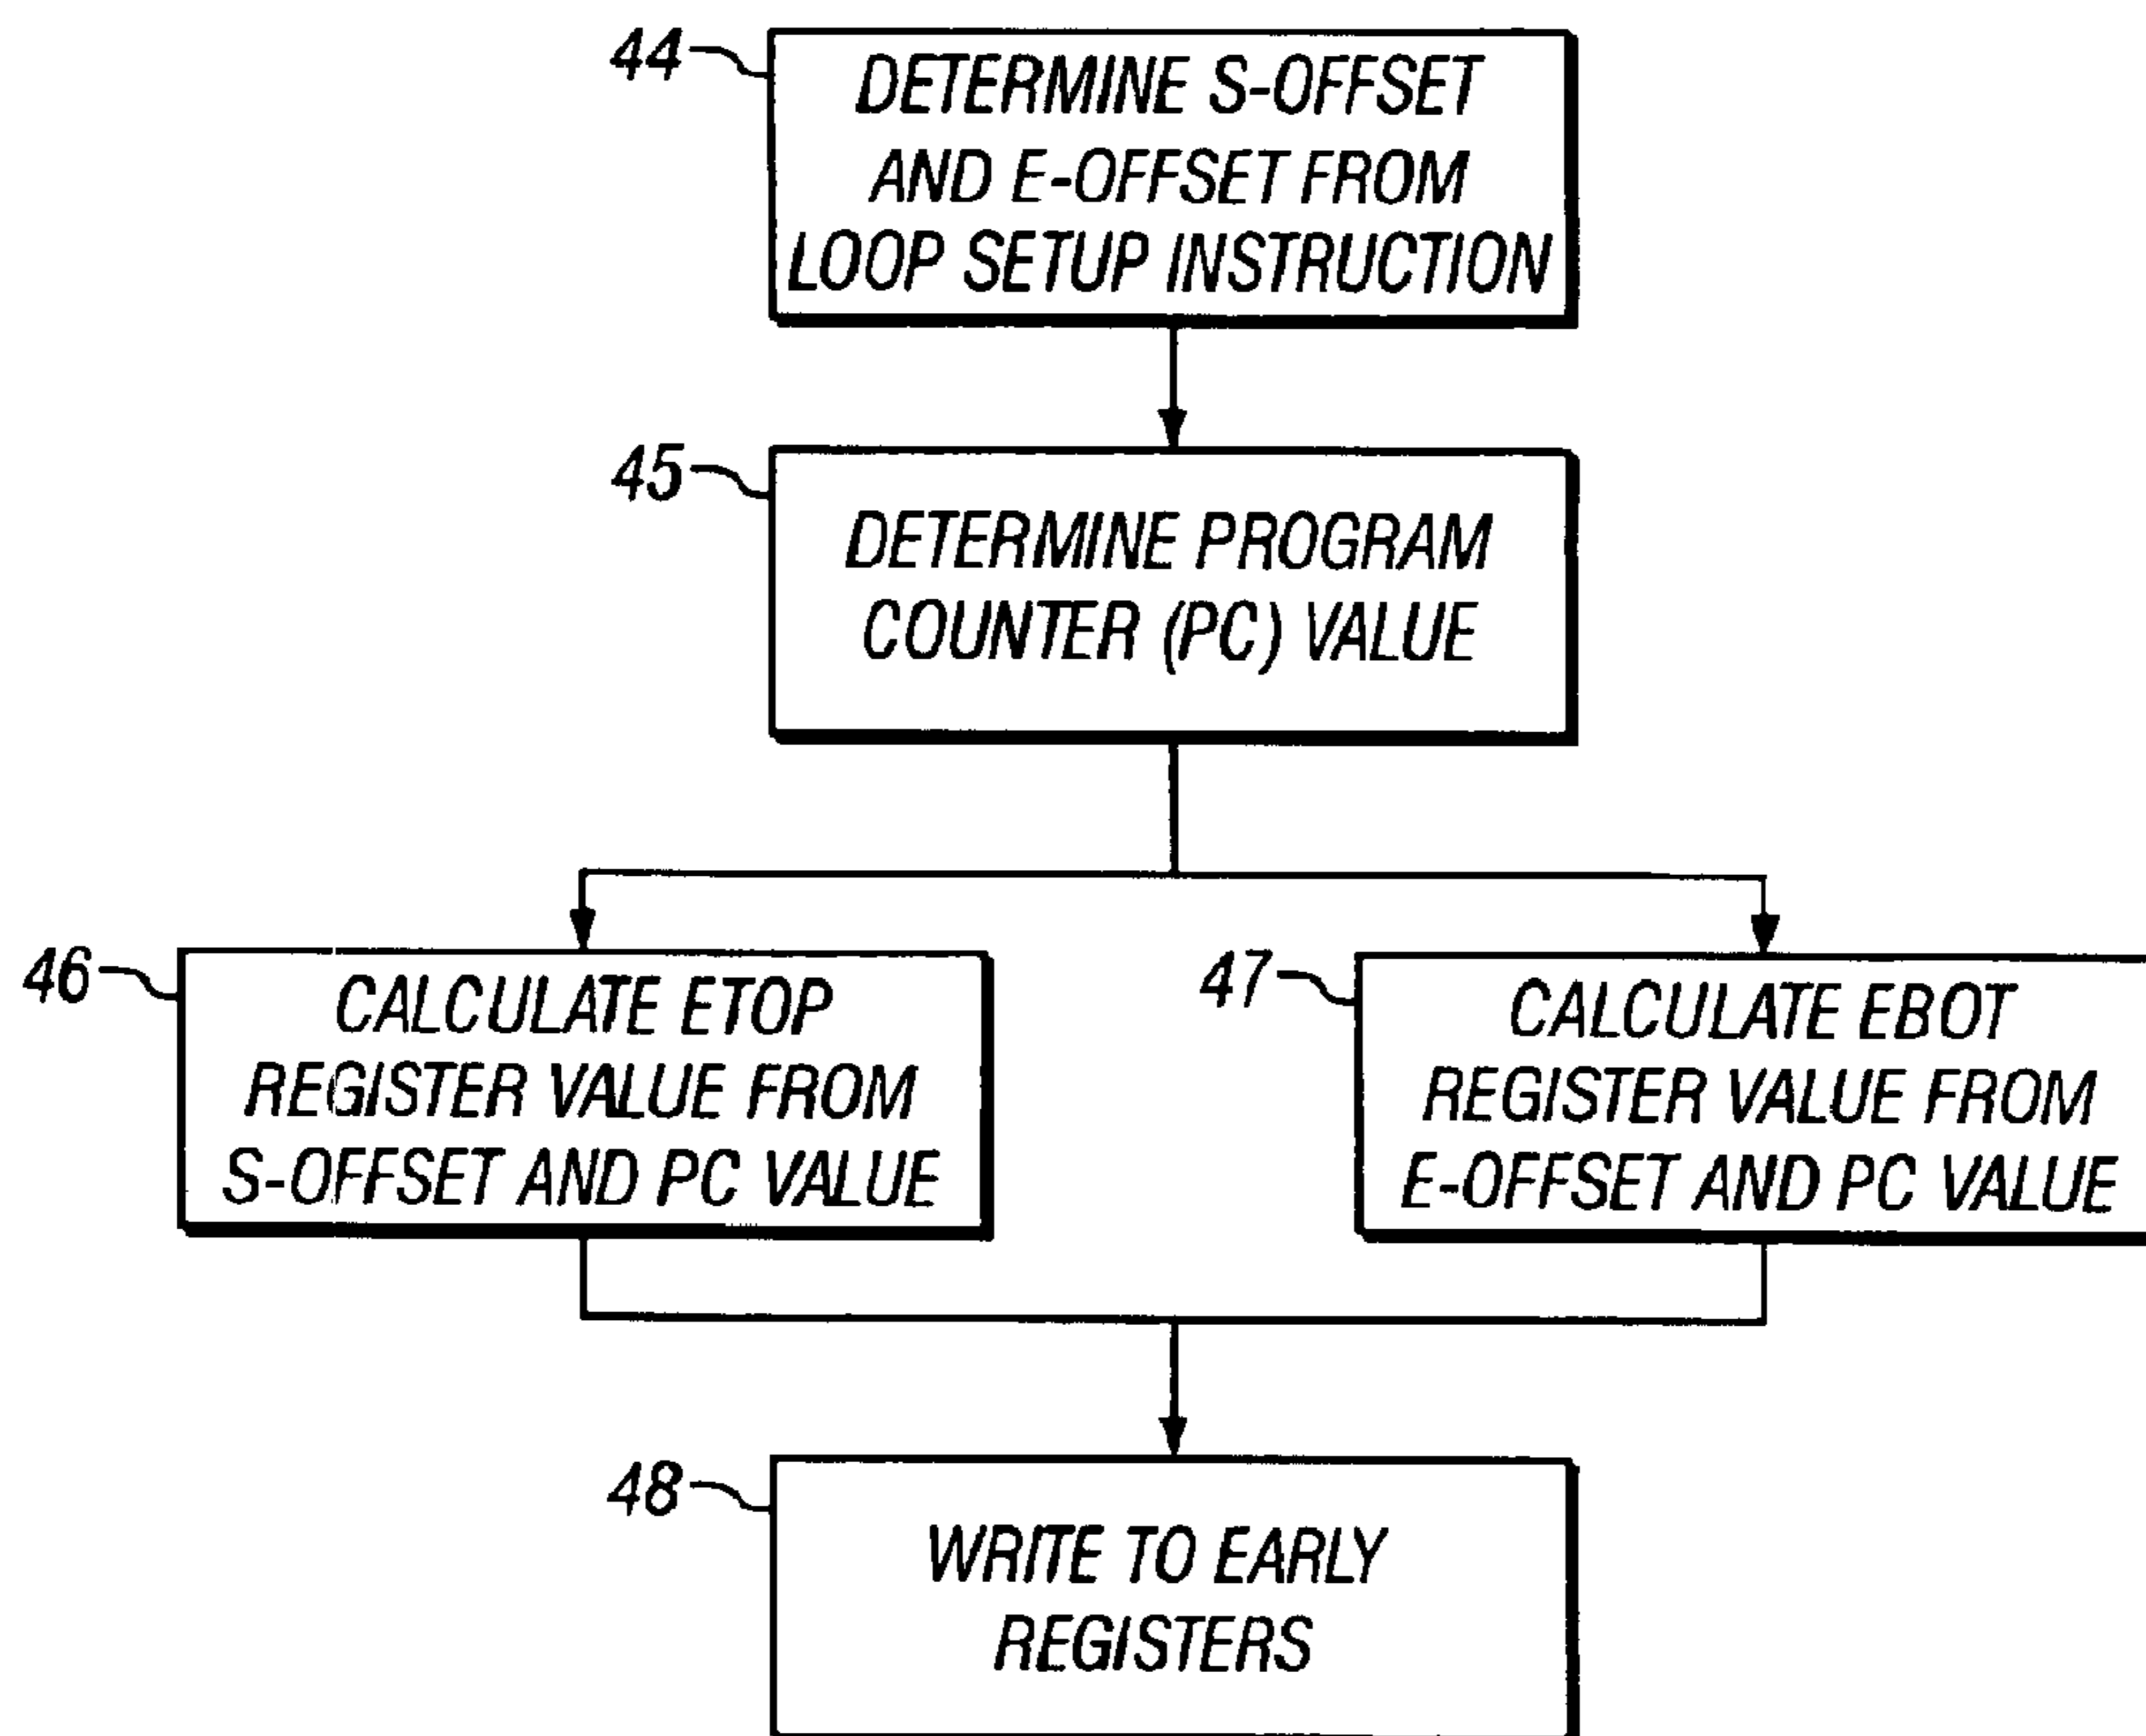 44
DETERMINE S-OFFSET
AND E-OFFSET FROM
LOOP SETUP INSTRUCTION
45
DETERMINE PROGRAM
COUNTER (PC) VALUE
46
CALCULATE ETOP
REGISTER VALUE FROM
S-OFFSET AND PC VALUE
47
CALCULATE EBOT
REGISTER VALUE FROM
E-OFFSET AND PC VALUE
48
WRITE TO EARLY
REGISTERS